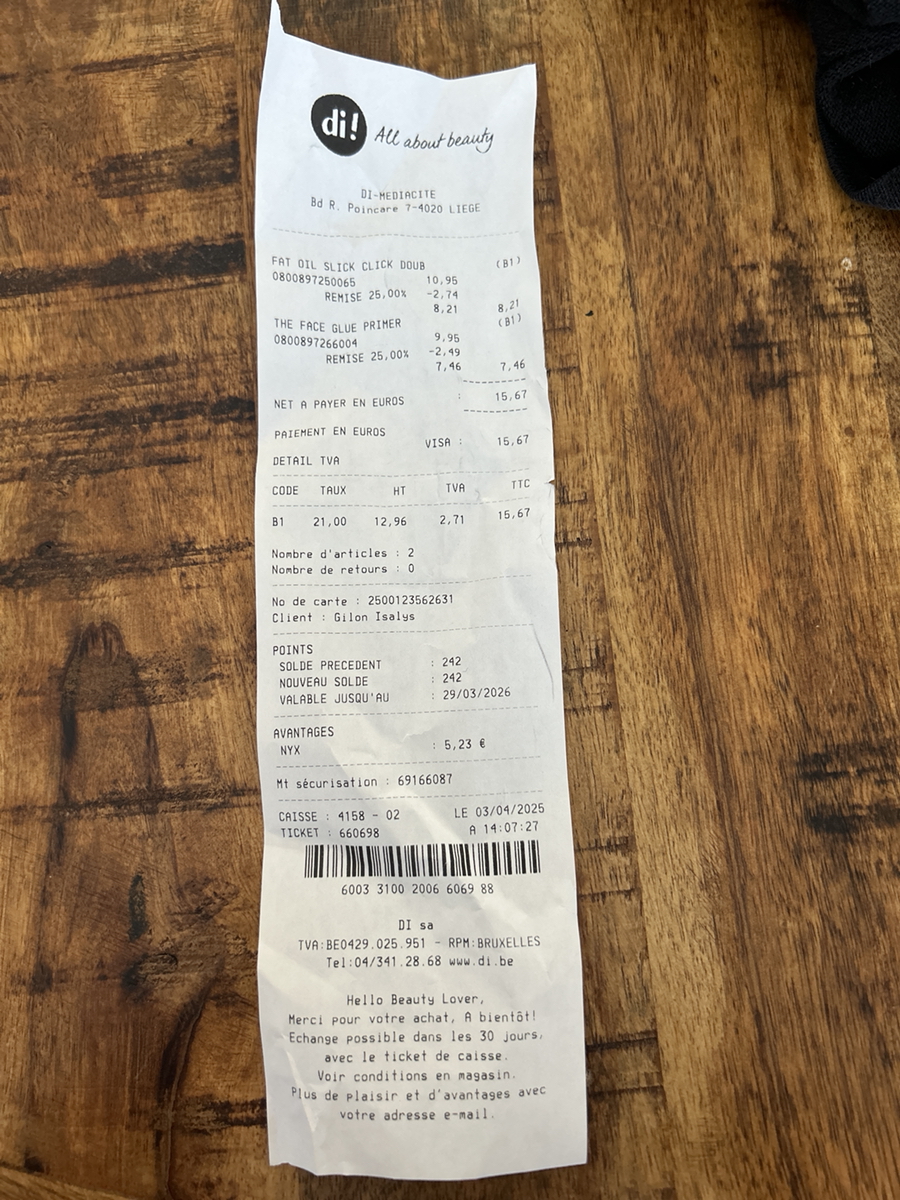 di! All about beauty
DI-MEDIACITE
Bd R. Poincare 7-4020 LIEGE
FAT OIL SLICK CLICK DOUB (B1)
0800897250065 10,95
REMISE 25,00% -2,74
8,21 8,21
THE FACE GLUE PRIMER (B1)
0800897266004 9,95
REMISE 25,00% -2,49
7,46 7,46
NET A PAYER EN EUROS : 15,67
PAIEMENT EN EUROS
VISA : 15,67
DETAIL TVA
CODE TAUX HT TVA TTC
B1 21,00 12,96 2,71 15,67
Nombre d'articles : 2
Nombre de retours : 0
No de carte : 2500123562631
Client : Gilon Isalys
POINTS
SOLDE PRECEDENT : 242
NOUVEAU SOLDE : 242
VALABLE JUSQU'AU : 29/03/2026
AVANTAGES
NYX : 5,23 €
Mt sécurisation : 69166087
CAISSE : 4158 - 02 LE 03/04/2025
TICKET : 660698 A 14:07:27
6003 3100 2006 6069 88
DI sa
TVA:BE0429.025.951 - RPM:BRUXELLES
Tel:04/341.28.68 www.di.be
Hello Beauty Lover,
Merci pour votre achat, A bientôt!
Echange possible dans les 30 jours,
avec le ticket de caisse.
Voir conditions en magasin.
Plus de plaisir et d'avantages avec
votre adresse e-mail.